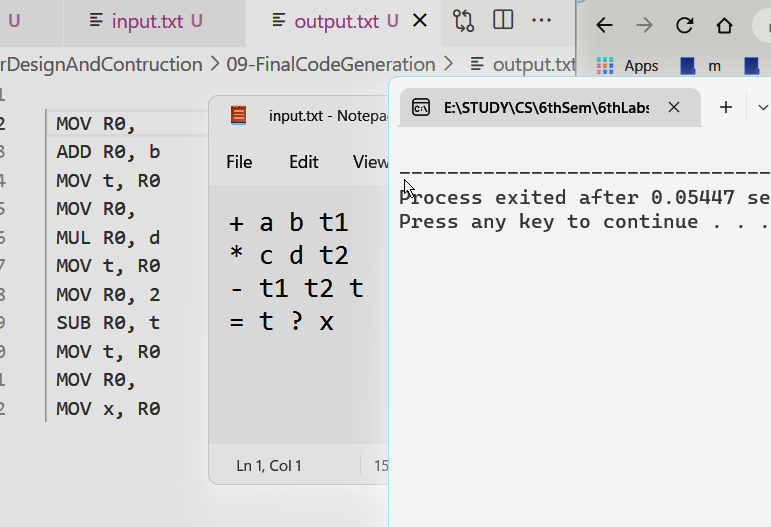 U input.txt U output.txt U
rDesignAndContruction > 09-FinalCodeGeneration > output.txt
1
2 MOV R0,
3 ADD R0, b
4 MOV t, R0
5 MOV R0,
6 MUL R0, d
7 MOV t, R0
8 MOV R0, 2
9 SUB R0, t
0 MOV t, R0
1 MOV R0,
2 MOV x, R0
input.txt - Notepa
File Edit View
+ a b t1
* c d t2
- t1 t2 t
= t ? x
Ln 1, Col 1 15
Apps m
E:\STUDY\CS\6thSem\6thLabs
--------------------------------
Process exited after 0.05447 se
Press any key to continue . . .